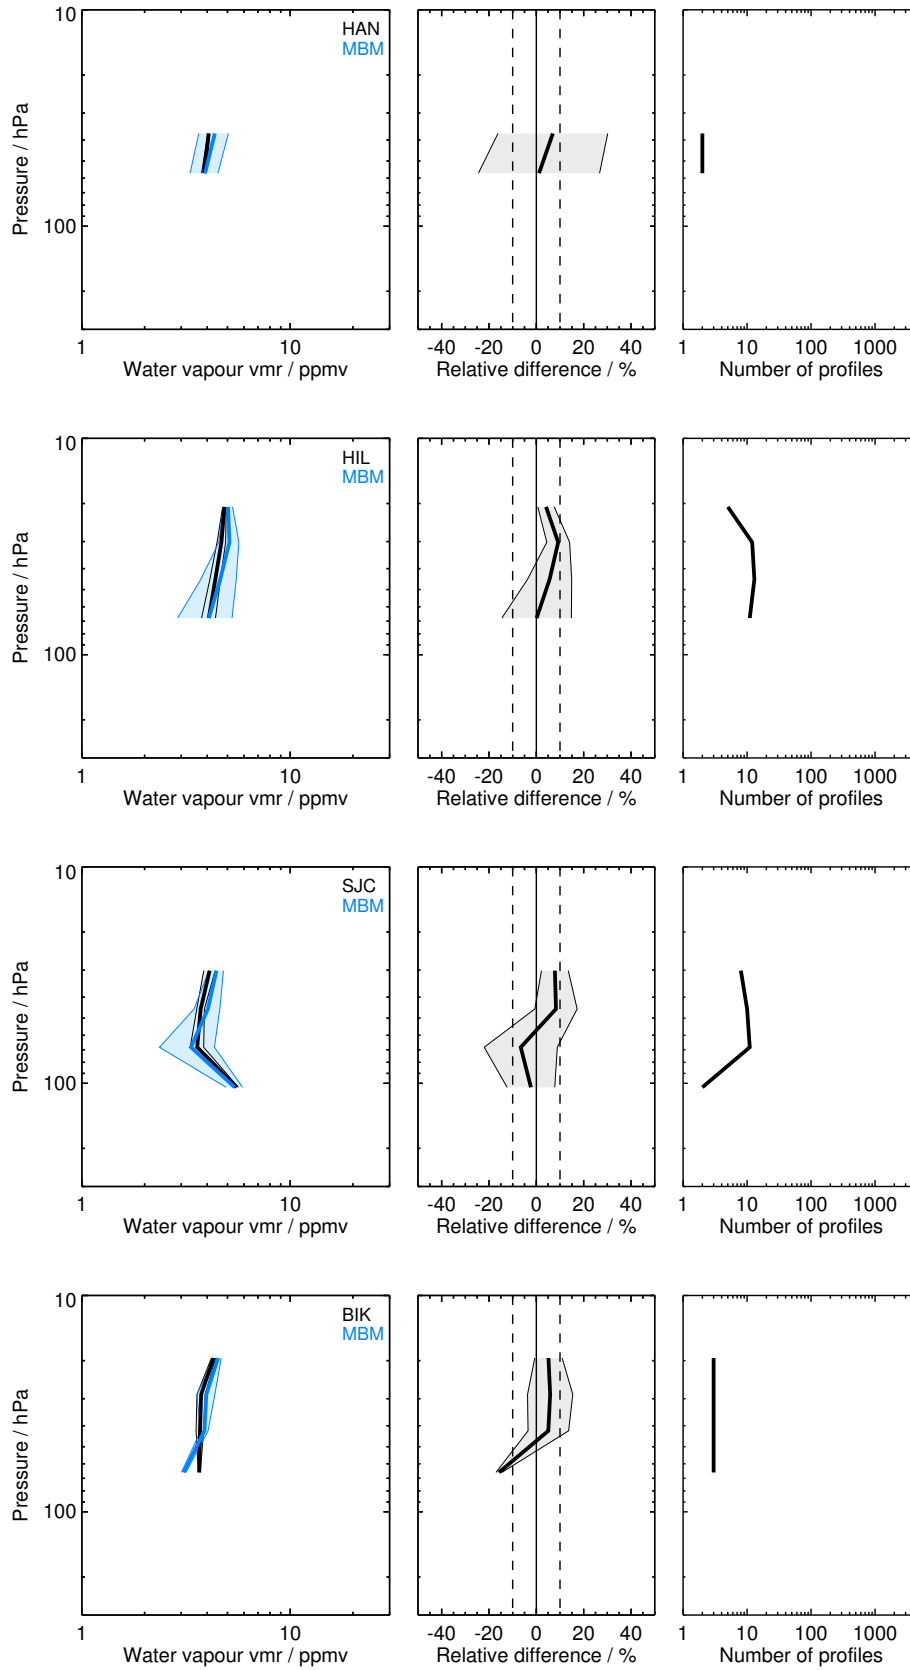 10
HAN
MBM
Pressure / hPa
100
1
10
-40
-20
0
20
40
1
10
100
1000
Water vapour vmr / ppmv
Relative difference / %
Number of profiles
10
HIL
MBM
Pressure / hPa
100
1
10
-40
-20
0
20
40
1
10
100
1000
Water vapour vmr / ppmv
Relative difference / %
Number of profiles
10
SJC
MBM
Pressure / hPa
100
1
10
-40
-20
0
20
40
1
10
100
1000
Water vapour vmr / ppmv
Relative difference / %
Number of profiles
10
BIK
MBM
Pressure / hPa
100
1
10
-40
-20
0
20
40
1
10
100
1000
Water vapour vmr / ppmv
Relative difference / %
Number of profiles